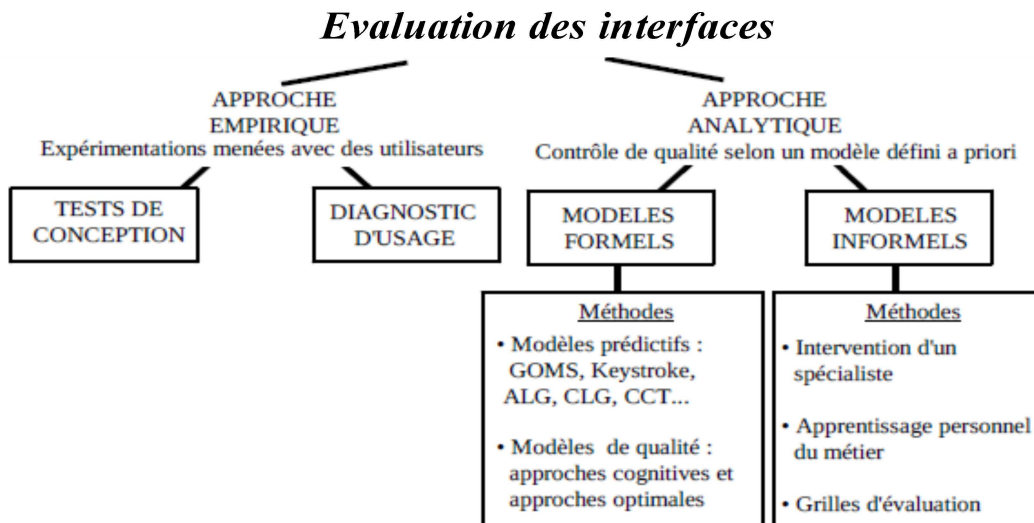 Evaluation des interfaces
APPROCHE
EMPIRIQUE
Expérimentations menées avec des utilisateurs
TESTS DE
CONCEPTION
DIAGNOSTIC
D'USAGE
APPROCHE
ANALYTIQUE
Contrôle de qualité selon un modèle défini a priori
MODELES
FORMELS
Méthodes
• Modèles prédictifs :
GOMS, Keystroke,
ALG, CLG, CCT...
• Modèles de qualité :
approches cognitives et
approches optimales
MODELES
INFORMELS
Méthodes
• Intervention d'un
spécialiste
• Apprentissage personnel
du métier
• Grilles d'évaluation